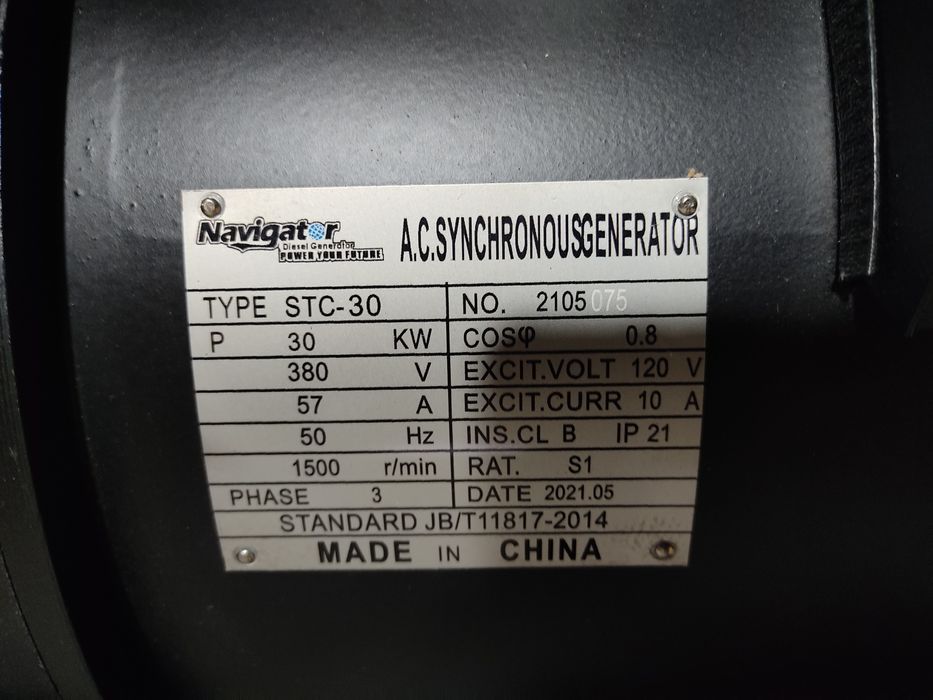 Navigator
Diesel Generator
POWER YOUR FUTURE
A.C.SYNCHRONOUSGENERATOR
TYPE STC-30 NO. 2105075
P 30 KW COSφ 0.8
380 V EXCIT.VOLT 120 V
57 A EXCIT.CURR 10 A
50 Hz INS.CL B IP 21
1500 r/min RAT. S1
PHASE 3 DATE 2021.05
STANDARD JB/T11817-2014
MADE IN CHINA